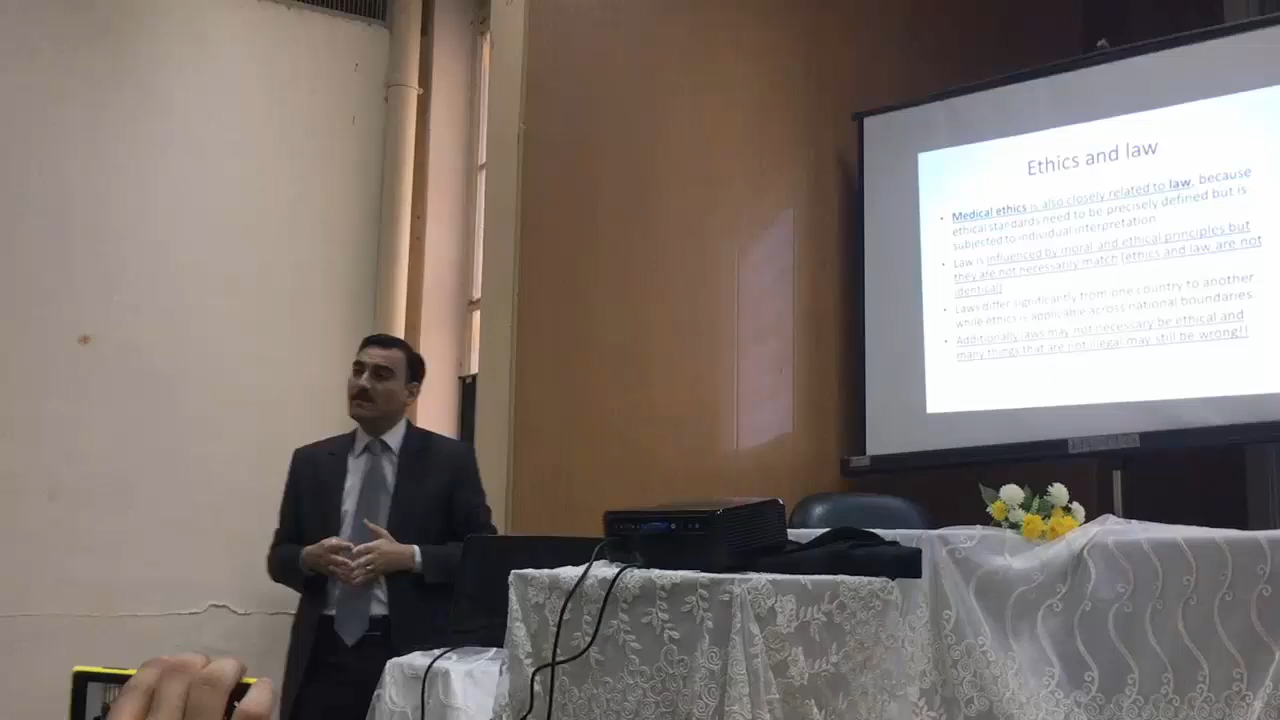 Ethics and law
• Medical ethics is also closely related to law, because
ethical standards need to be precisely defined but is
subjected to individual interpretation
• Law is influenced by moral and ethical principles but
they are not necessarily match (ethics and law are not
identical)
• Laws differ significantly from one country to another
while ethics is applicable across national boundaries.
• Additionally laws may not necessary be ethical and
many things that are not illegal may still be wrong!!